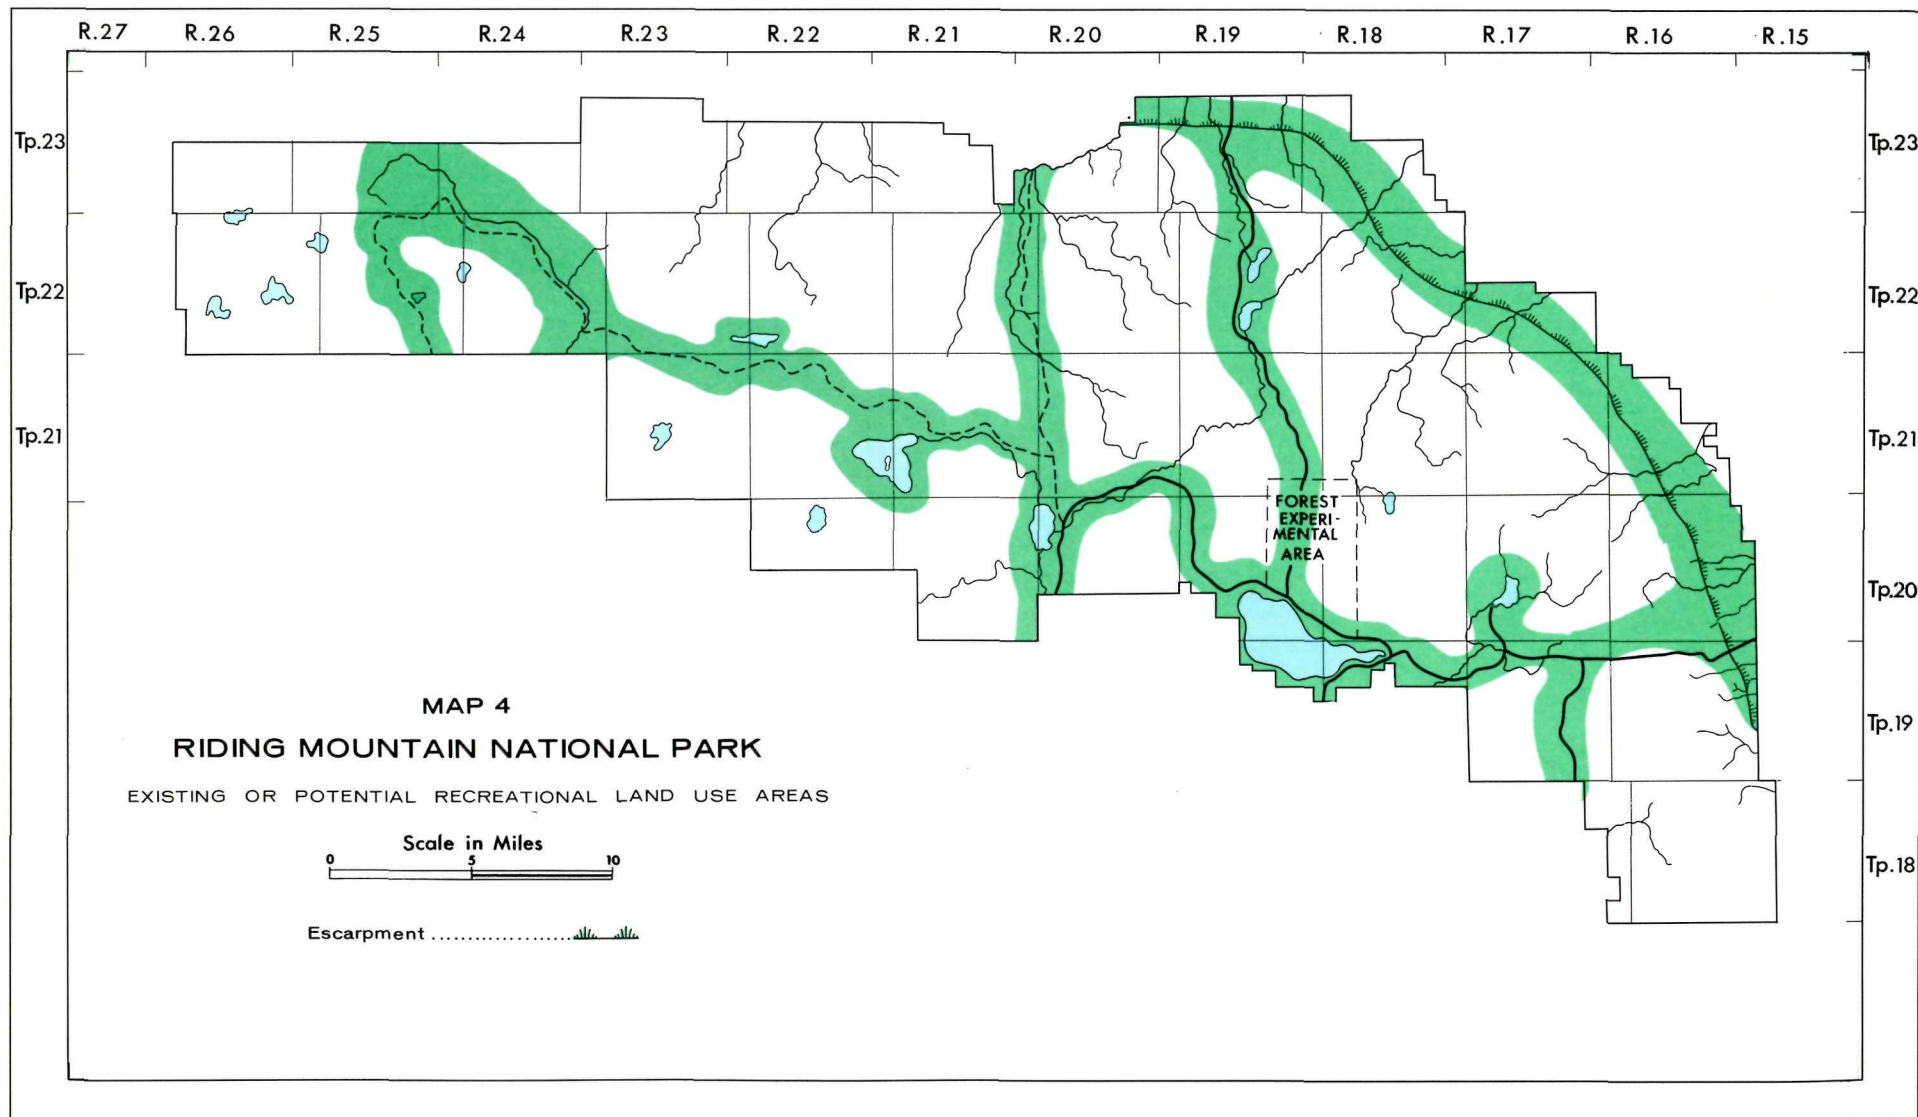 R.27 R.26 R.25 R.24 R.23 R.22 R.21 R.20 R.19 R.18 R.17 R.16 R.15
Tp.23 Tp.23
Tp.22 Tp.22
Tp.21 Tp.21
FOREST
EXPERI-
MENTAL
AREA
Tp.20
Tp.19
Tp.18
MAP 4
RIDING MOUNTAIN NATIONAL PARK
EXISTING OR POTENTIAL RECREATIONAL LAND USE AREAS
Scale in Miles
0 5 10
Escarpment ....................